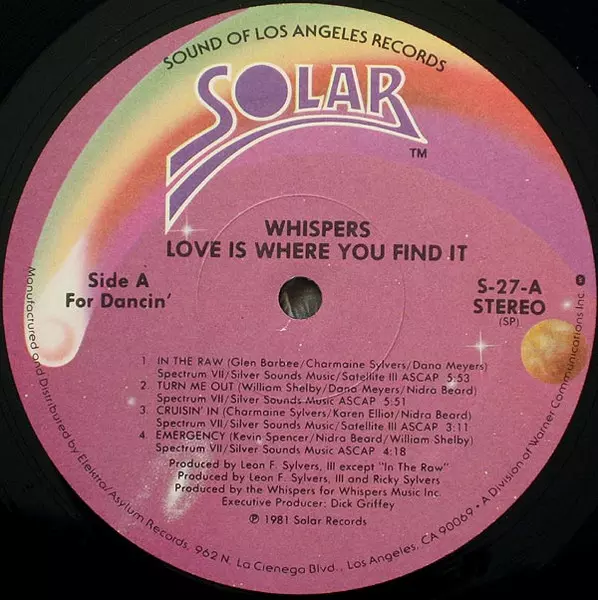 SOUND OF LOS ANGELES RECORDS
SOLAR
TM
WHISPERS
LOVE IS WHERE YOU FIND IT
Side A
For Dancin'
S-27-A
STEREO
(SP)
1 IN THE RAW (Glen Barbee/Charmaine Sylvers/Dana Meyers)
Spectrum VII/Silver Sounds Music/Satellite III ASCAP 5:53
2 TURN ME OUT (William Shelby/Dana Meyers/Nidra Beard)
Spectrum VII/Silver Sounds Music ASCAP 5:51
3 CRUISIN' IN (Charmaine Sylvers/Karen Elliot/Nidra Beard)
Spectrum VII/Silver Sounds Music/Satellite III ASCAP 3:11
4 EMERGENCY (Kevin Spencer/Nidra Beard/William Shelby)
Spectrum VII/Silver Sounds Music ASCAP 4:18
Produced by Leon F. Sylvers, III except "In The Raw"
Produced by Leon F. Sylvers, III and Ricky Sylvers
Produced by the Whispers for Whispers Music Inc.
Executive Producer: Dick Griffey
℗ 1981 Solar Records
Manufactured and Distributed by Elektra/Asylum Records, 962 N. La Cienega Blvd., Los Angeles, CA 90069 • A Division of Warner Communications Inc.